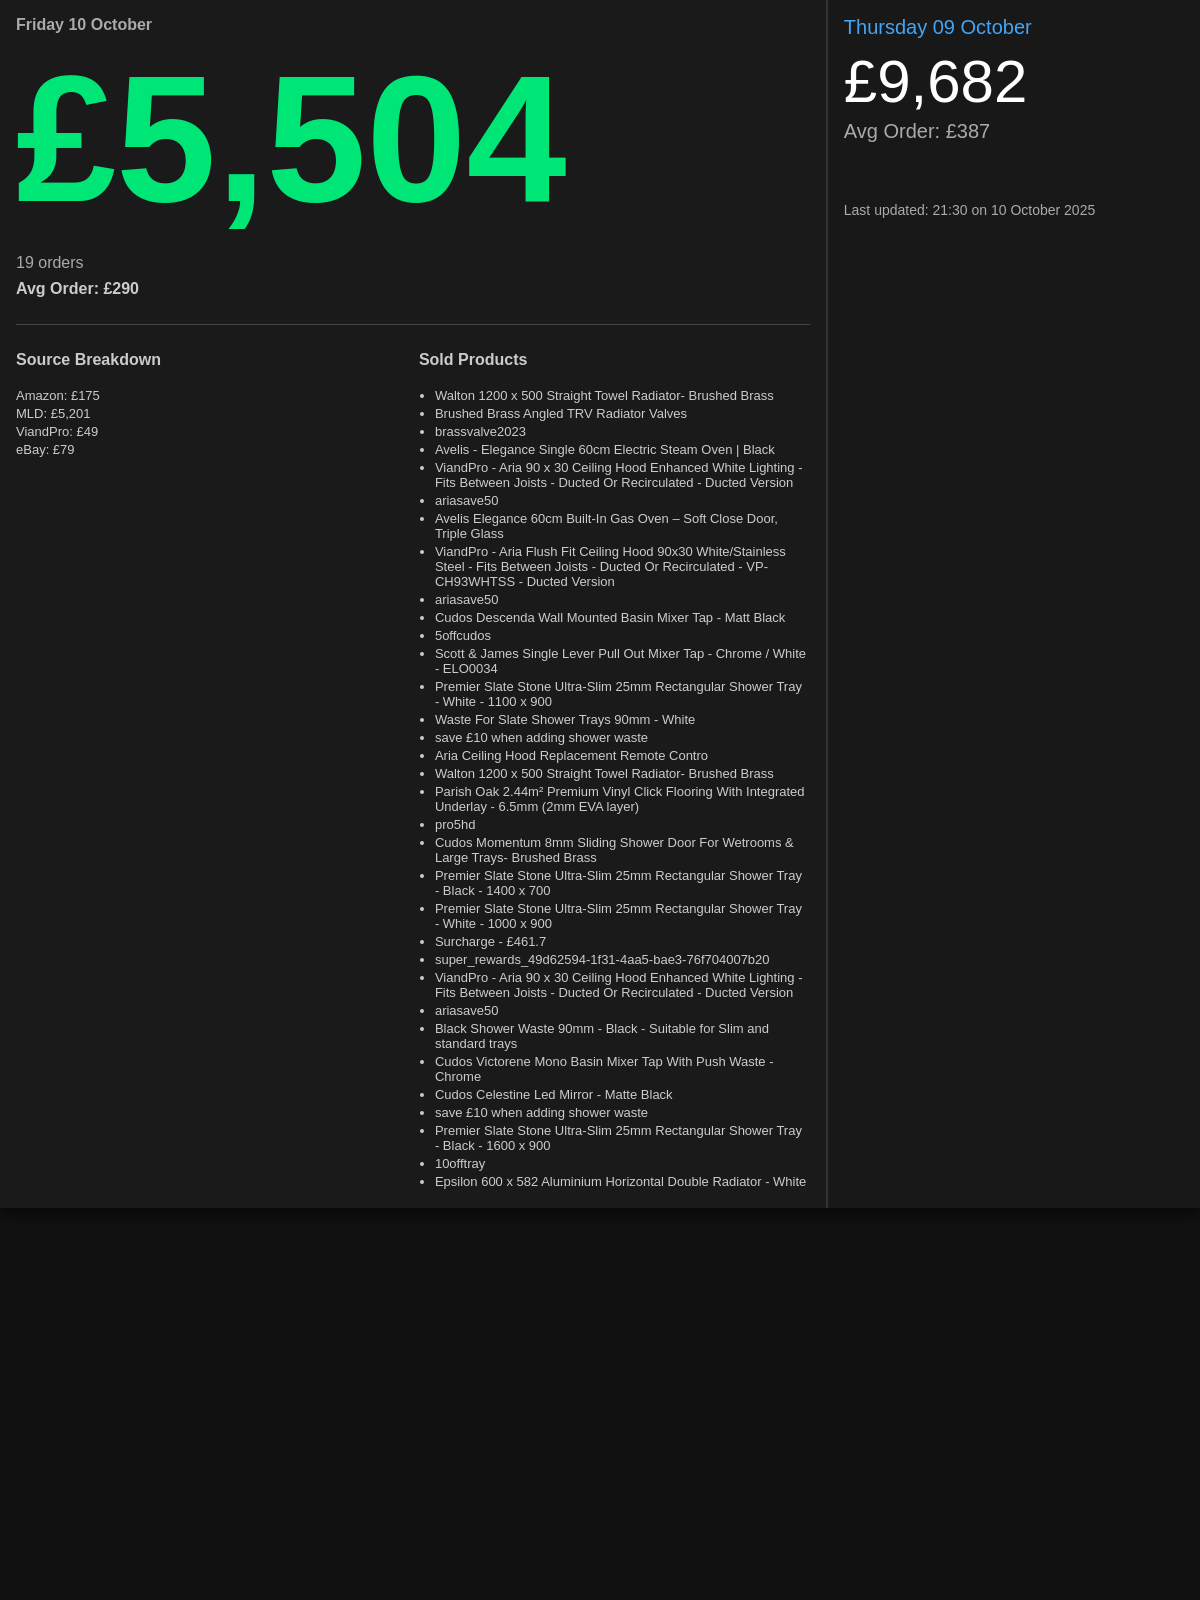 Friday 10 October
£5,504
19 orders
Avg Order: £290
Source Breakdown
Amazon: £175
MLD: £5,201
ViandPro: £49
eBay: £79
Sold Products
Walton 1200 x 500 Straight Towel Radiator- Brushed Brass
Brushed Brass Angled TRV Radiator Valves
brassvalve2023
Avelis - Elegance Single 60cm Electric Steam Oven | Black
ViandPro - Aria 90 x 30 Ceiling Hood Enhanced White Lighting -
Fits Between Joists - Ducted Or Recirculated - Ducted Version
ariasave50
Avelis Elegance 60cm Built-In Gas Oven – Soft Close Door,
Triple Glass
ViandPro - Aria Flush Fit Ceiling Hood 90x30 White/Stainless
Steel - Fits Between Joists - Ducted Or Recirculated - VP-
CH93WHTSS - Ducted Version
ariasave50
Cudos Descenda Wall Mounted Basin Mixer Tap - Matt Black
5offcudos
Scott & James Single Lever Pull Out Mixer Tap - Chrome / White
- ELO0034
Premier Slate Stone Ultra-Slim 25mm Rectangular Shower Tray
- White - 1100 x 900
Waste For Slate Shower Trays 90mm - White
save £10 when adding shower waste
Aria Ceiling Hood Replacement Remote Contro
Walton 1200 x 500 Straight Towel Radiator- Brushed Brass
Parish Oak 2.44m² Premium Vinyl Click Flooring With Integrated
Underlay - 6.5mm (2mm EVA layer)
pro5hd
Cudos Momentum 8mm Sliding Shower Door For Wetrooms &
Large Trays- Brushed Brass
Premier Slate Stone Ultra-Slim 25mm Rectangular Shower Tray
- Black - 1400 x 700
Premier Slate Stone Ultra-Slim 25mm Rectangular Shower Tray
- White - 1000 x 900
Surcharge - £461.7
super_rewards_49d62594-1f31-4aa5-bae3-76f704007b20
ViandPro - Aria 90 x 30 Ceiling Hood Enhanced White Lighting -
Fits Between Joists - Ducted Or Recirculated - Ducted Version
ariasave50
Black Shower Waste 90mm - Black - Suitable for Slim and
standard trays
Cudos Victorene Mono Basin Mixer Tap With Push Waste -
Chrome
Cudos Celestine Led Mirror - Matte Black
save £10 when adding shower waste
Premier Slate Stone Ultra-Slim 25mm Rectangular Shower Tray
- Black - 1600 x 900
10offtray
Epsilon 600 x 582 Aluminium Horizontal Double Radiator - White
Thursday 09 October
£9,682
Avg Order: £387
Last updated: 21:30 on 10 October 2025